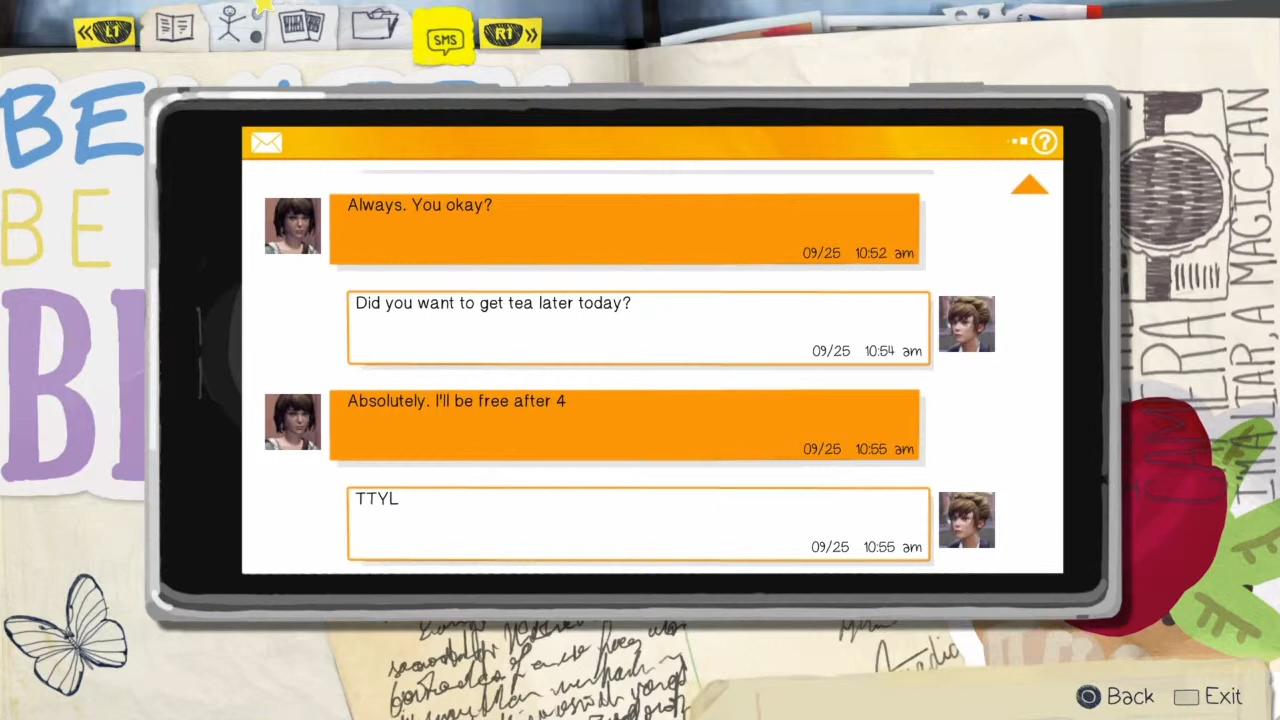 L1
SMS
R1
BE
BE
Always. You okay?
09/25 10:52 am
Did you want to get tea later today?
09/25 10:54 am
Absolutely. I'll be free after 4
09/25 10:55 am
TTYL
09/25 10:55 am
I'M A LIAR, A MAGICIAN
Back
Exit